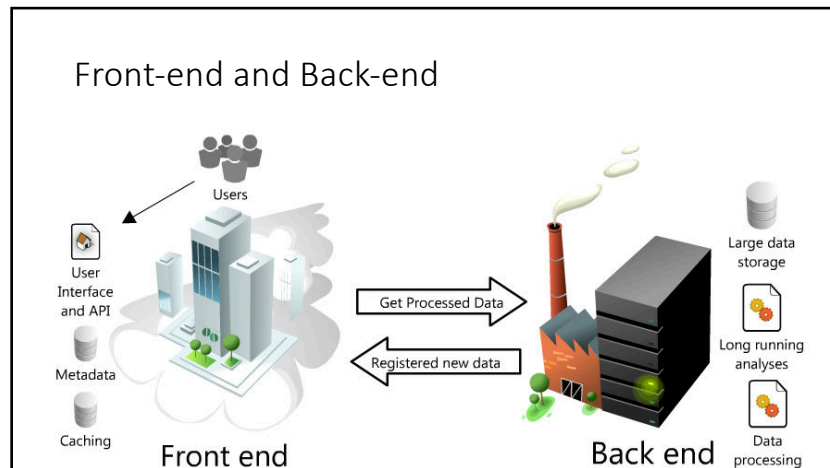 Front-end and Back-end
Users
User
Interface
and API
Metadata
Caching
Front end
Get Processed Data
Registered new data
Back end
Large data
storage
Long running
analyses
Data
processing